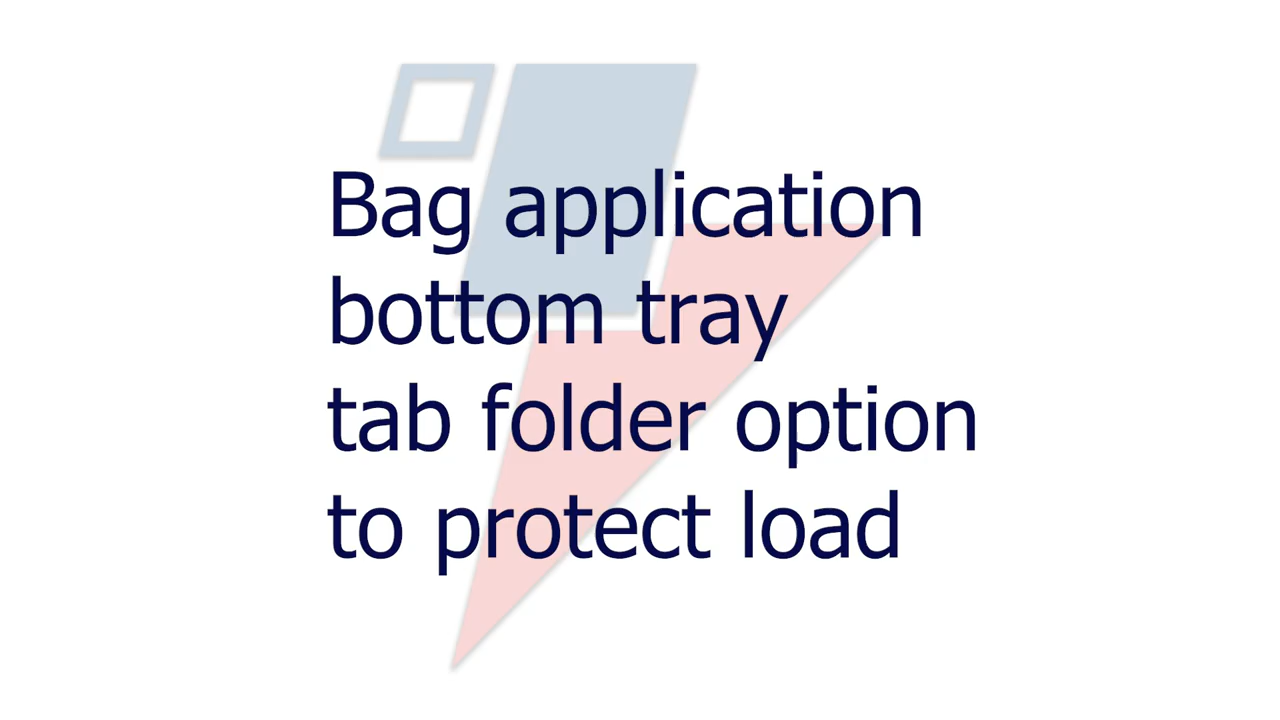 Bag application
bottom tray
tab folder option
to protect load